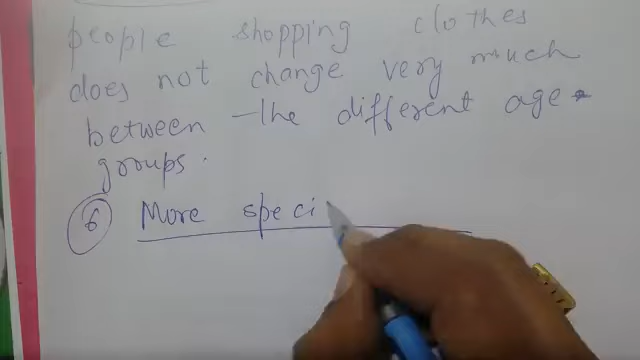 people shopping clothes
does not change very much
between the different age-
groups.
6 More speci